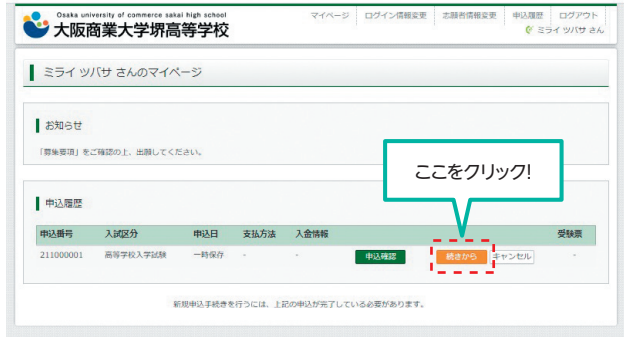 Osaka university of commerce sakai high school
大阪商業大学堺高等学校
マイページ ログイン情報変更 志願者情報変更 申込履歴 ログアウト
ミライ ツバサ さん
ミライ ツバサ さんのマイページ
お知らせ
「募集要項」をご確認の上、出願してください。
ここをクリック!
申込履歴
申込番号 入試区分 申込日 支払方法 入金情報 受験票
211000001 高等学校入学試験 一時保存 - - 申込確認 続きから キャンセル -
新規申込手続きを行うには、上記の申込が完了している必要があります。